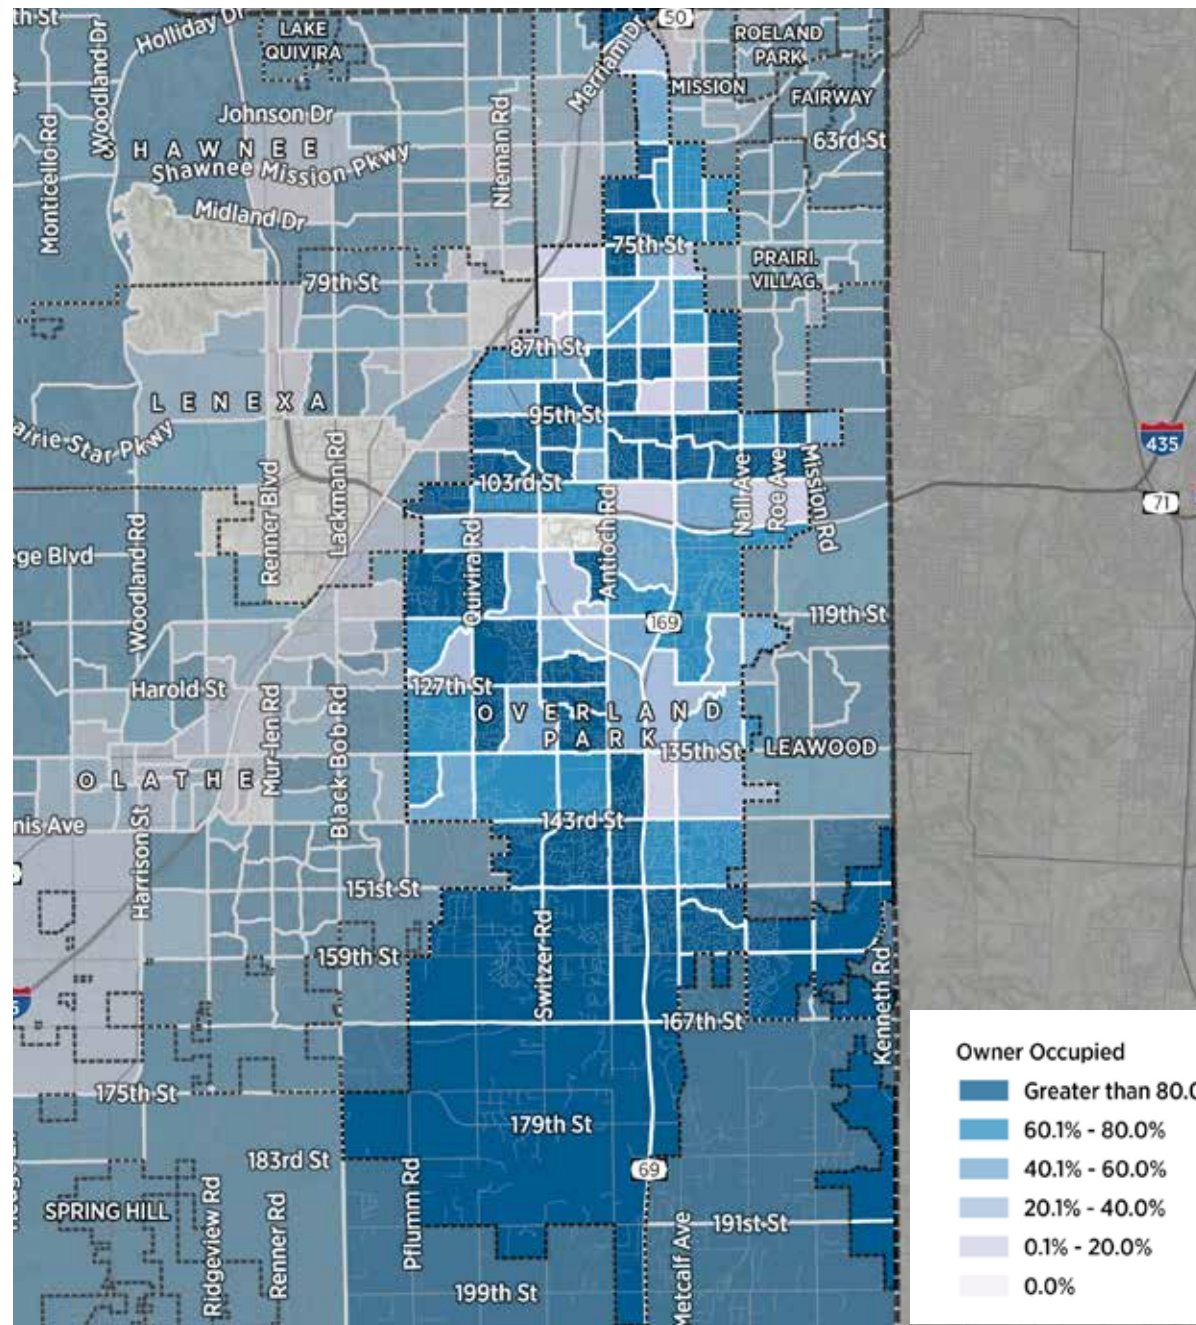 th St
50
LAKE
QUIVIRA
ROELAND
PARK
Holliday Dr
Woodland Dr
Merriam Dr
MISSION
FAIRWAY
Johnson Dr
Nieman Rd
Monticello Rd
63rd St
SHAWNEE
Shawnee Mission Pkwy
Midland Dr
75th St
PRAIRI.
VILLAG.
79th St
87th St
LENEXA
95th St
airie Star Pkwy
435
Lackman Rd
Renner Blvd
103rd St
Antioch Rd
Nall Ave
Roe Ave
Mission Rd
71
Quivira Rd
Woodland Rd
ege Blvd
119th St
169
127th St
Harold St
OVERLAND
PARK
135th St
LEAWOOD
Mur-len Rd
Black Bob Rd
OLATHE
nis Ave
143rd St
Harrison St
151st St
Switzer Rd
159th St
Kenneth Rd
167th St
175th St
179th St
183rd St
69
Pflumm Rd
SPRING HILL
Ridgeview Rd
Renner Rd
191st St
Metcalf Ave
199th St
Owner Occupied
Greater than 80.0
60.1% - 80.0%
40.1% - 60.0%
20.1% - 40.0%
0.1% - 20.0%
0.0%